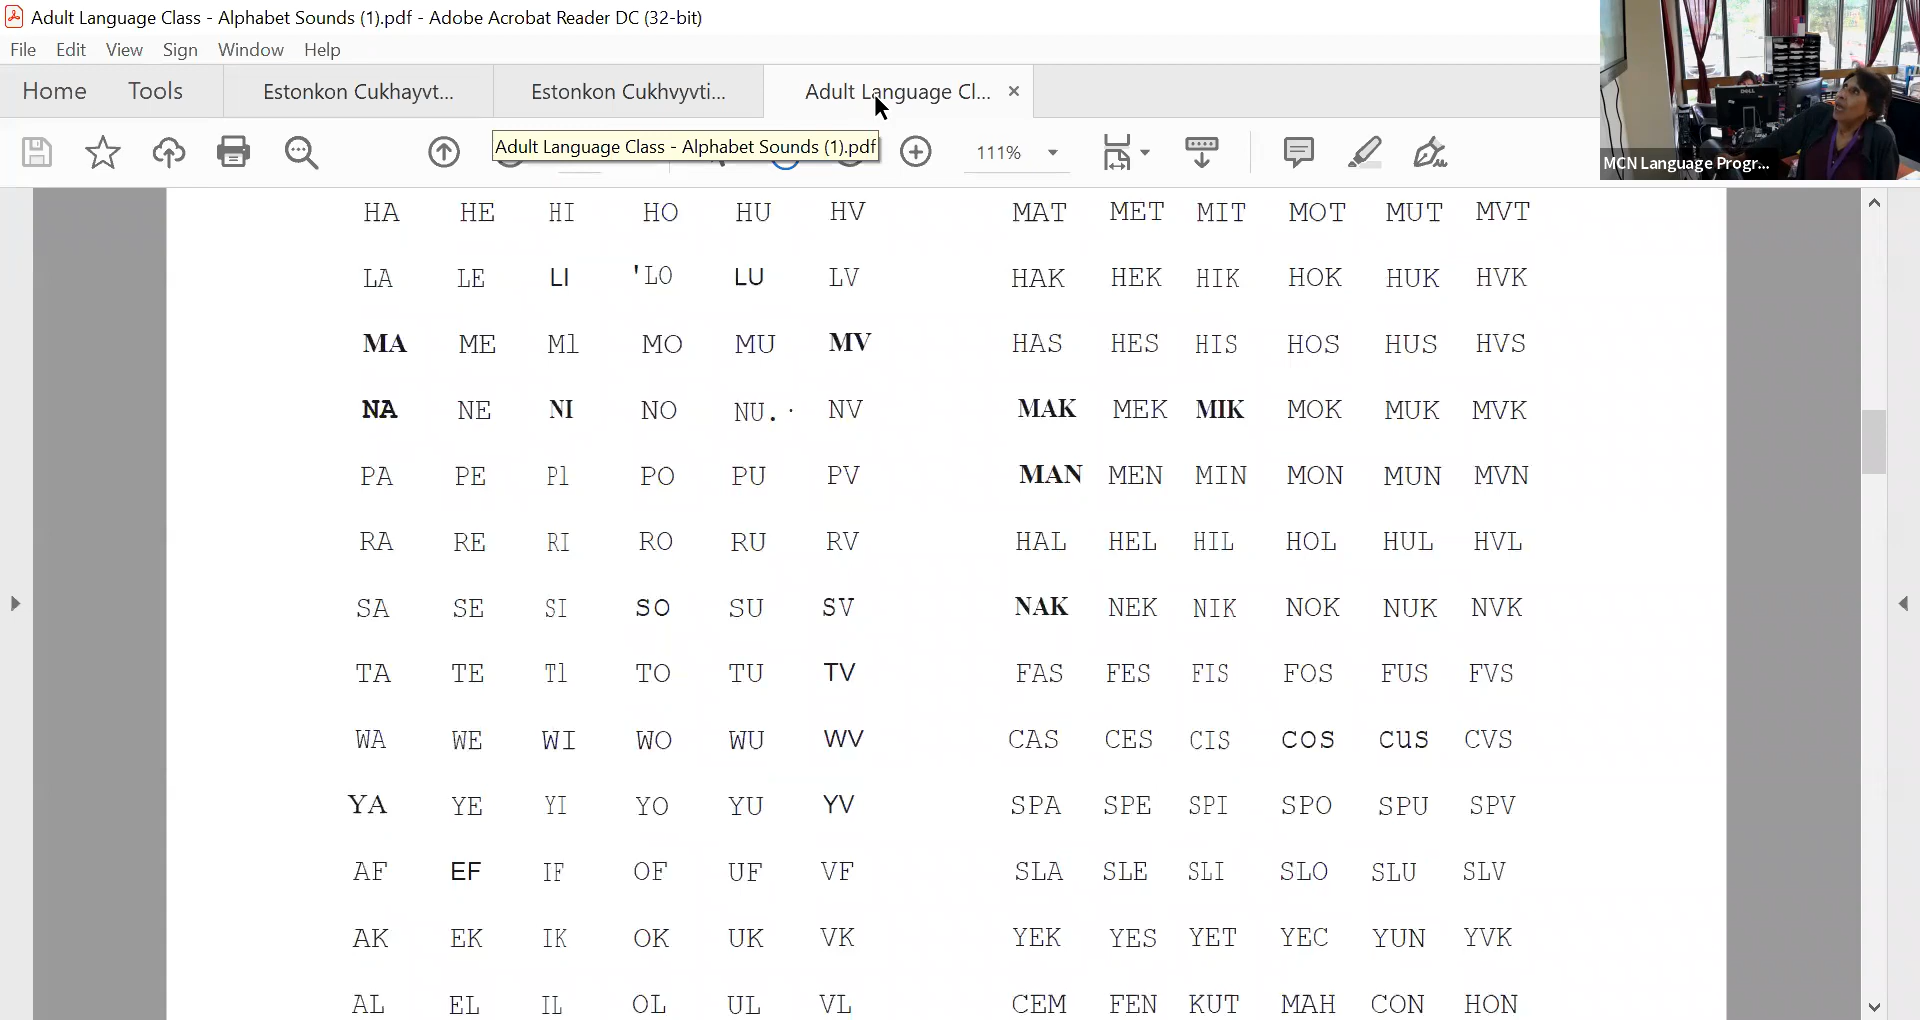 Adult Language Class - Alphabet Sounds (1).pdf - Adobe Acrobat Reader DC (32-bit)
File Edit View Sign Window Help
Home Tools Estonkon Cukhayvt... Estonkon Cukhvyvti... Adult Language Cl... ×
Adult Language Class - Alphabet Sounds (1).pdf
111%
MCN Language Progr...
HA HE HI HO HU HV MAT MET MIT MOT MUT MVT
LA LE LI 'LO LU LV HAK HEK HIK HOK HUK HVK
MA ME Ml MO MU MV HAS HES HIS HOS HUS HVS
NA NE NI NO NU. · NV MAK MEK MIK MOK MUK MVK
PA PE Pl PO PU PV MAN MEN MIN MON MUN MVN
RA RE RI RO RU RV HAL HEL HIL HOL HUL HVL
SA SE SI SO SU SV NAK NEK NIK NOK NUK NVK
TA TE Tl TO TU TV FAS FES FIS FOS FUS FVS
WA WE WI WO WU WV CAS CES CIS cos cus CVS
YA YE YI YO YU YV SPA SPE SPI SPO SPU SPV
AF EF IF OF UF VF SLA SLE SLI SLO SLU SLV
AK EK IK OK UK VK YEK YES YET YEC YUN YVK
AL EL IL OL UL VL CEM FEN KUT MAH CON HON